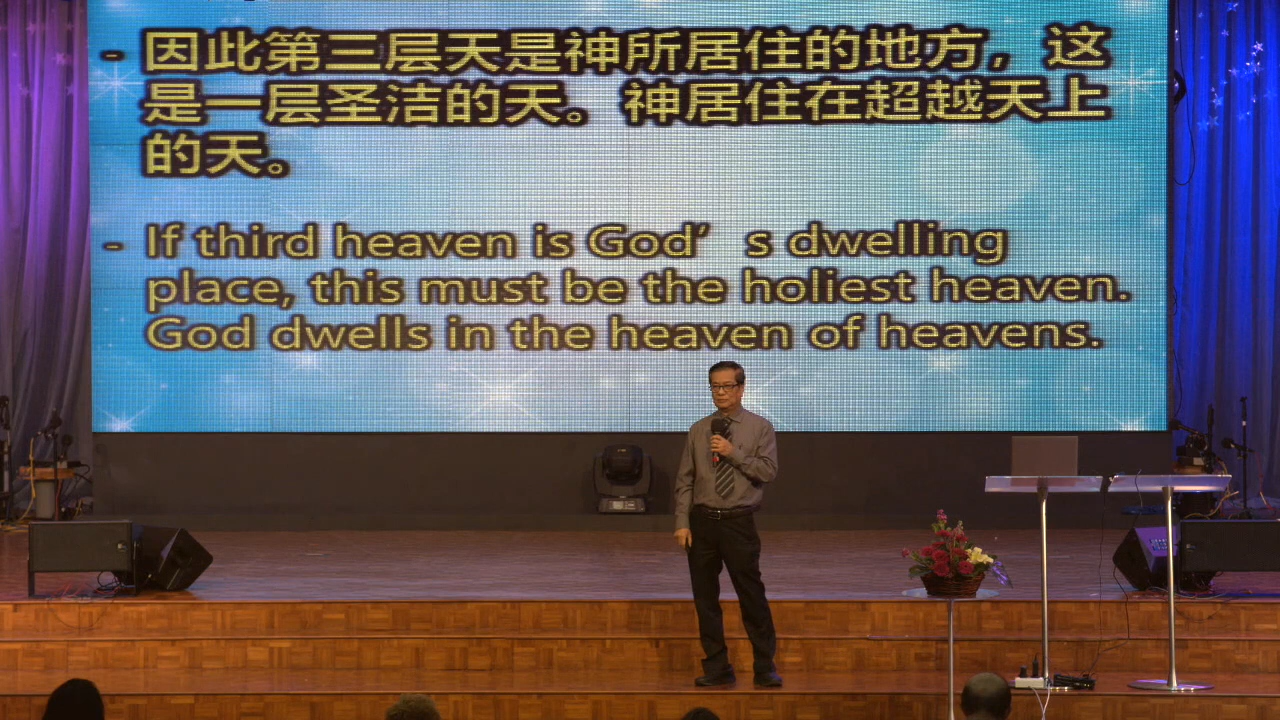 - 因此第三层天是神所居住的地方，这
是一层圣洁的天。神居住在超越天上
的天。
- If third heaven is God’ s dwelling
place, this must be the holiest heaven.
God dwells in the heaven of heavens.